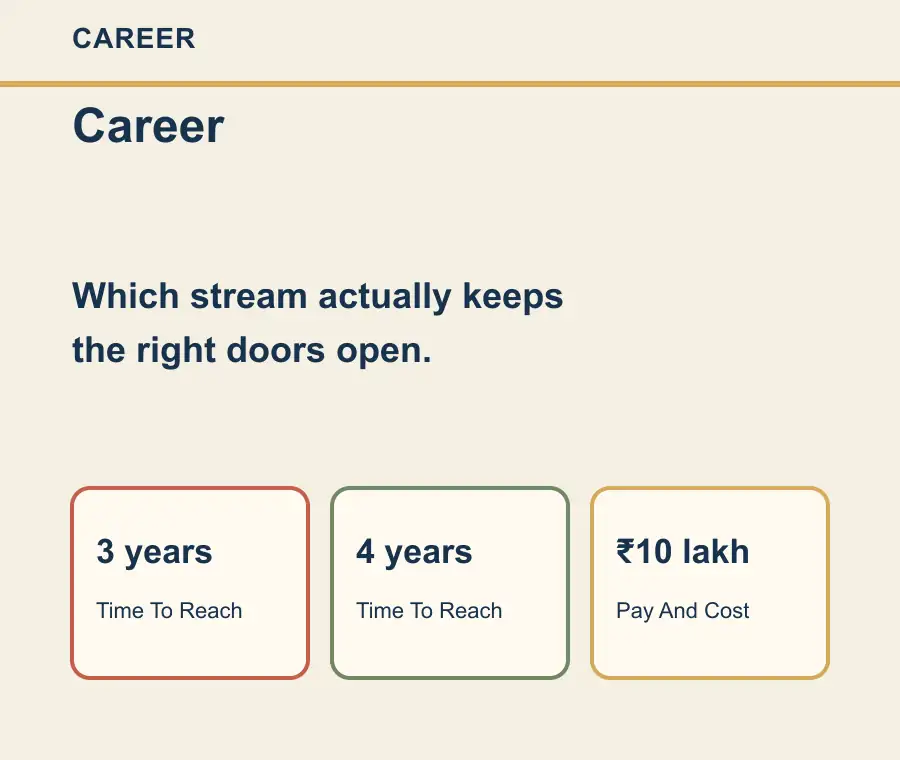 CAREER
Career
Which stream actually keeps
the right doors open.
3 years
Time To Reach
4 years
Time To Reach
₹10 lakh
Pay And Cost